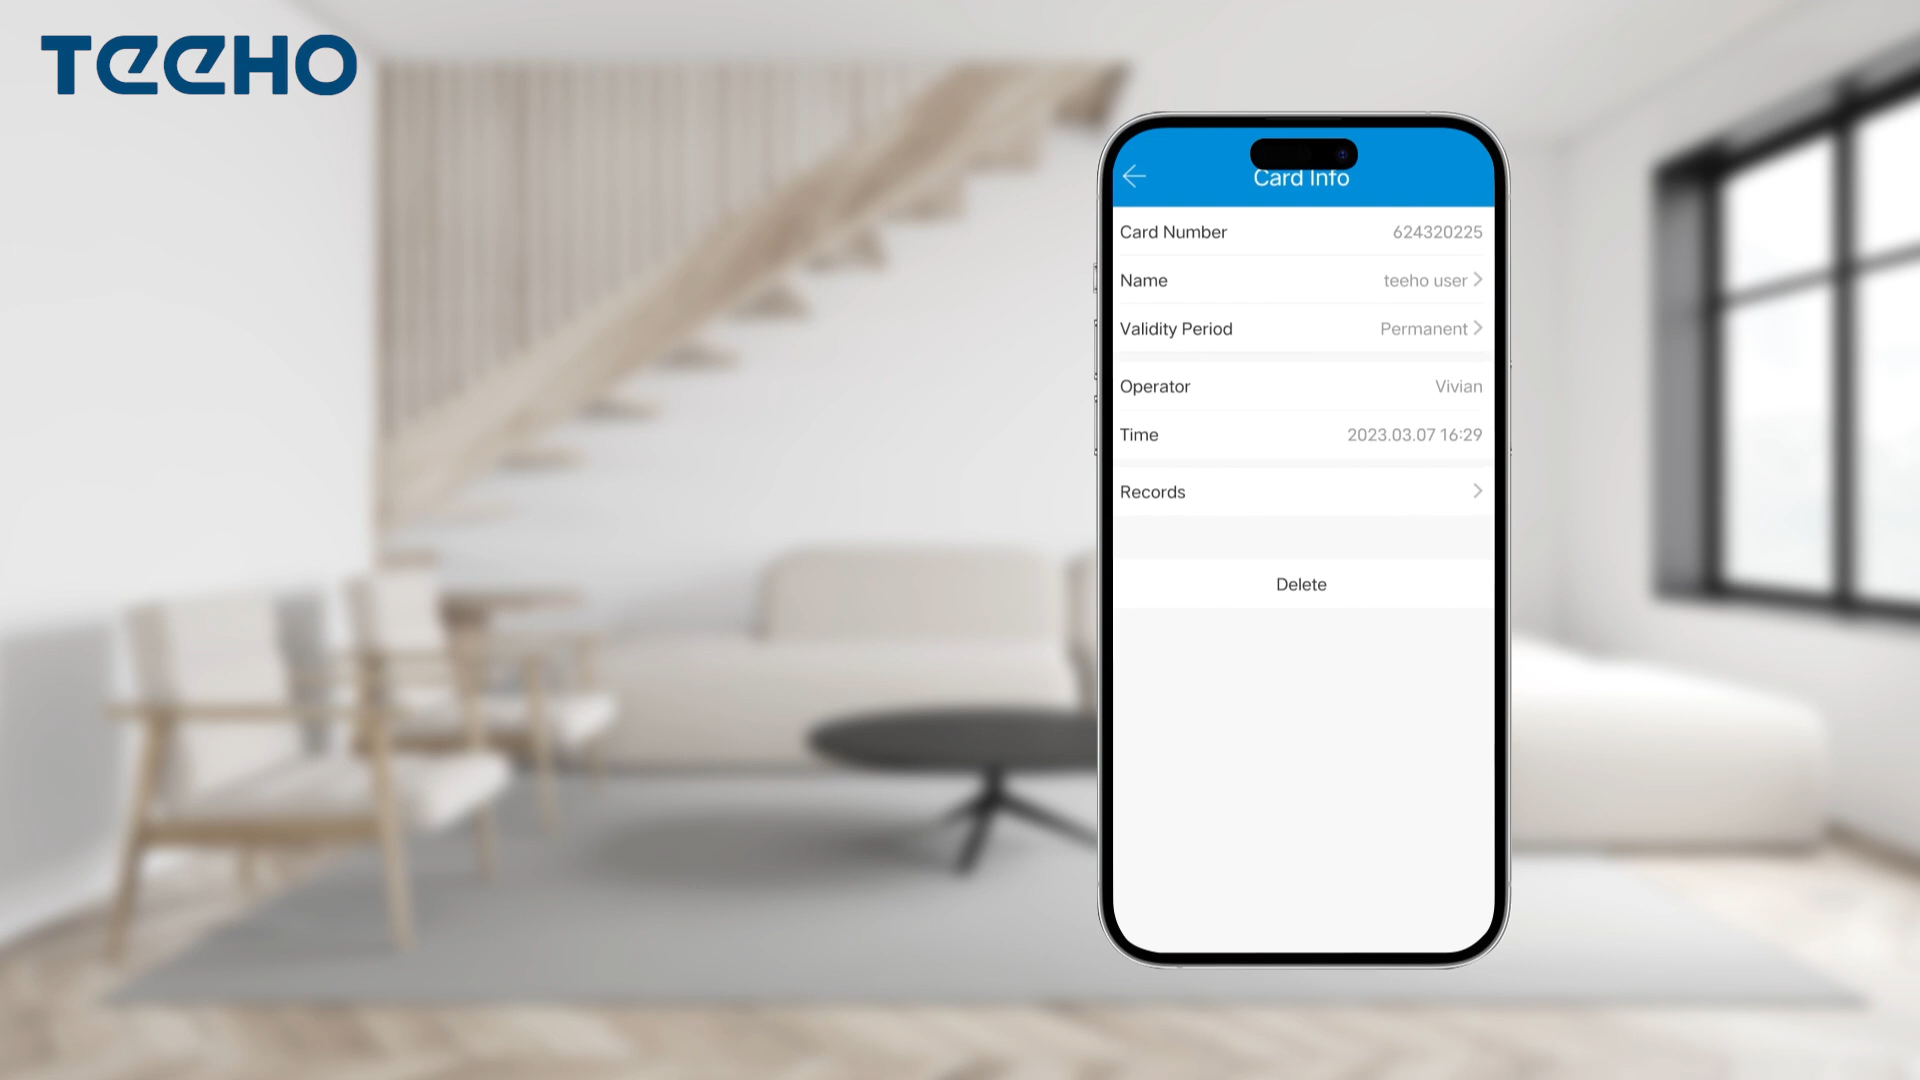 TEEHO
Card Info
Card Number 624320225
Name teeho user
Validity Period Permanent
Operator Vivian
Time 2023.03.07 16:29
Records
Delete